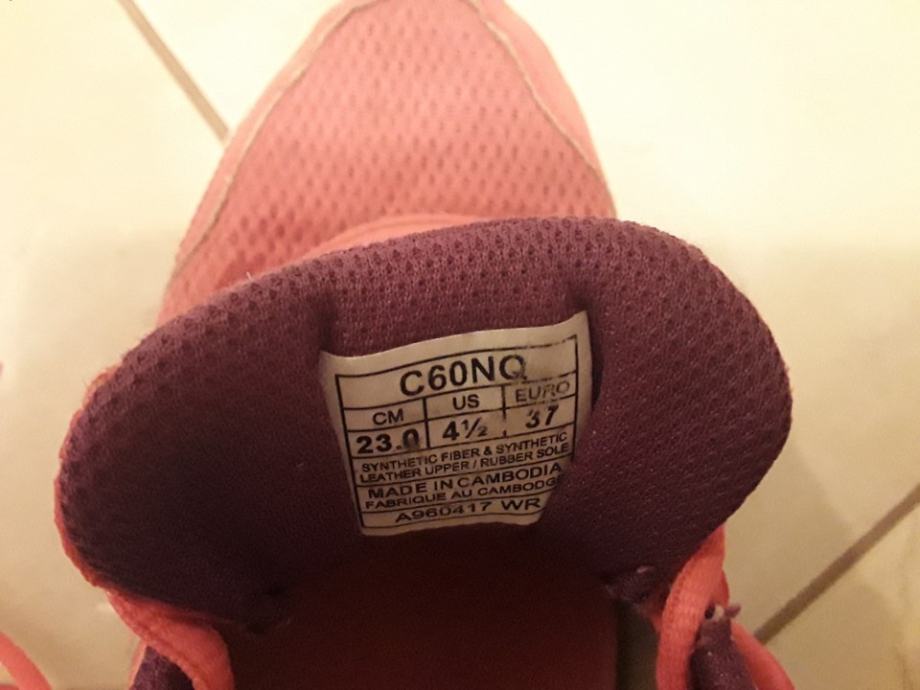 C60NQ
CM US EURO
23.0 4½ 37
SYNTHETIC FIBER & SYNTHETIC
LEATHER UPPER / RUBBER SOLE
MADE IN CAMBODIA
FABRIQUE AU CAMBODGE
A960417 WR